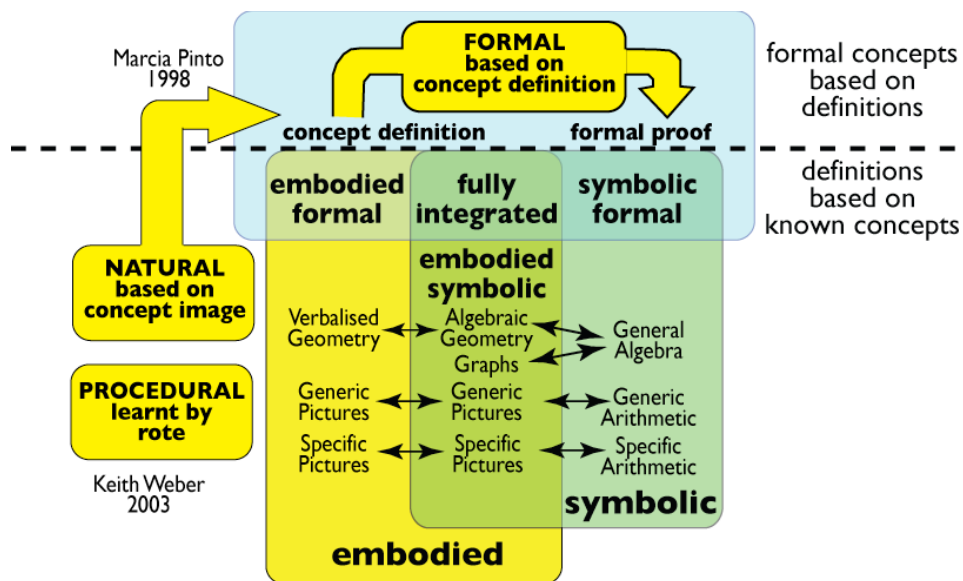 Marcia Pinto
1998
FORMAL
based on
concept definition
formal concepts
based on
definitions
concept definition
formal proof
definitions
based on
known concepts
embodied
formal
fully
integrated
symbolic
formal
NATURAL
based on
concept image
embodied
symbolic
Verbalised
Geometry
Algebraic
Geometry
Graphs
General
Algebra
PROCEDURAL
learnt by
rote
Generic
Pictures
Generic
Pictures
Generic
Arithmetic
Specific
Pictures
Specific
Pictures
Specific
Arithmetic
Keith Weber
2003
symbolic
embodied